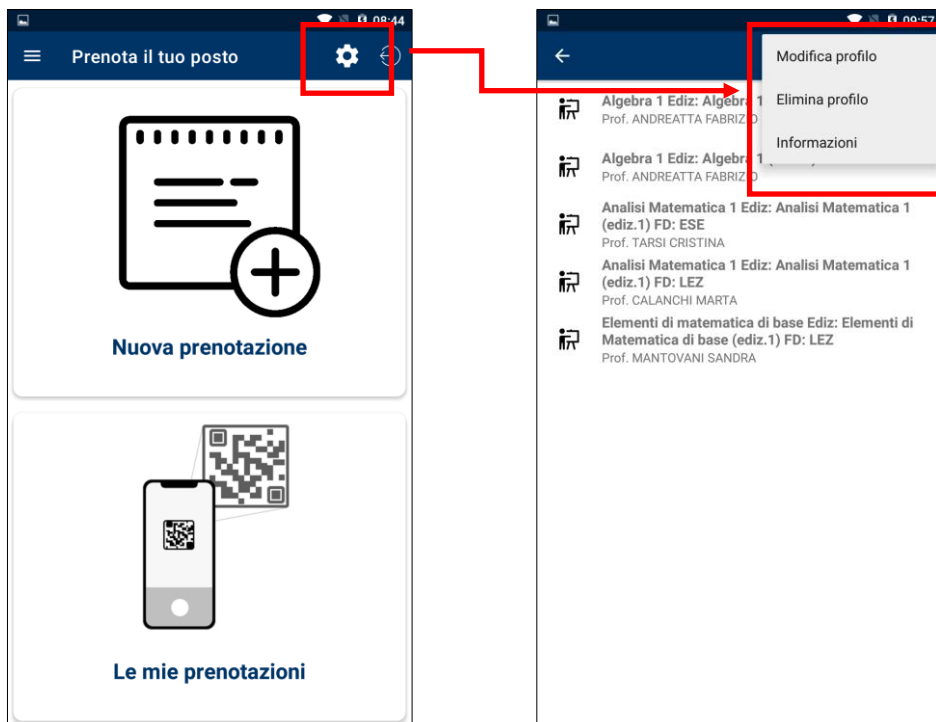 08:44
Prenota il tuo posto
Nuova prenotazione
Le mie prenotazioni
09:57
Modifica profilo
Elimina profilo
Informazioni
Algebra 1 Ediz: Algebra 1
Prof. ANDREATTA FABRIZIO
Algebra 1 Ediz: Algebra 1
Prof. ANDREATTA FABRIZIO
Analisi Matematica 1 Ediz: Analisi Matematica 1
(ediz.1) FD: ESE
Prof. TARSI CRISTINA
Analisi Matematica 1 Ediz: Analisi Matematica 1
(ediz.1) FD: LEZ
Prof. CALANCHI MARTA
Elementi di matematica di base Ediz: Elementi di
Matematica di base (ediz.1) FD: LEZ
Prof. MANTOVANI SANDRA